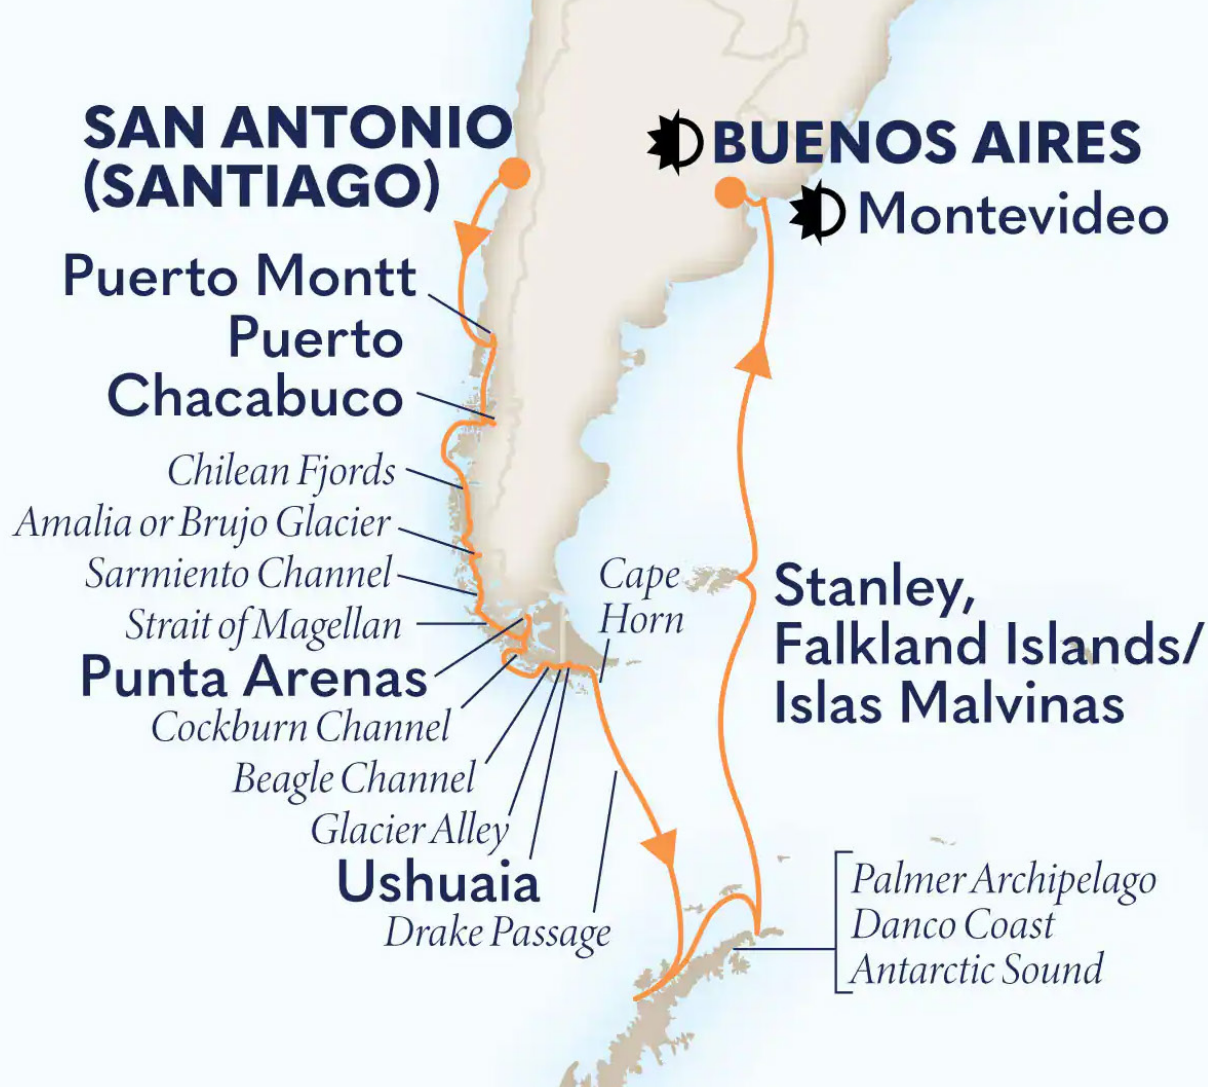 SAN ANTONIO
(SANTIAGO)
BUENOS AIRES
Montevideo
Puerto Montt
Puerto
Chacabuco
Chilean Fjords
Amalia or Brujo Glacier
Sarmiento Channel
Strait of Magellan
Punta Arenas
Cockburn Channel
Beagle Channel
Glacier Alley
Ushuaia
Drake Passage
Cape
Horn
Stanley,
Falkland Islands/
Islas Malvinas
Palmer Archipelago
Danco Coast
Antarctic Sound